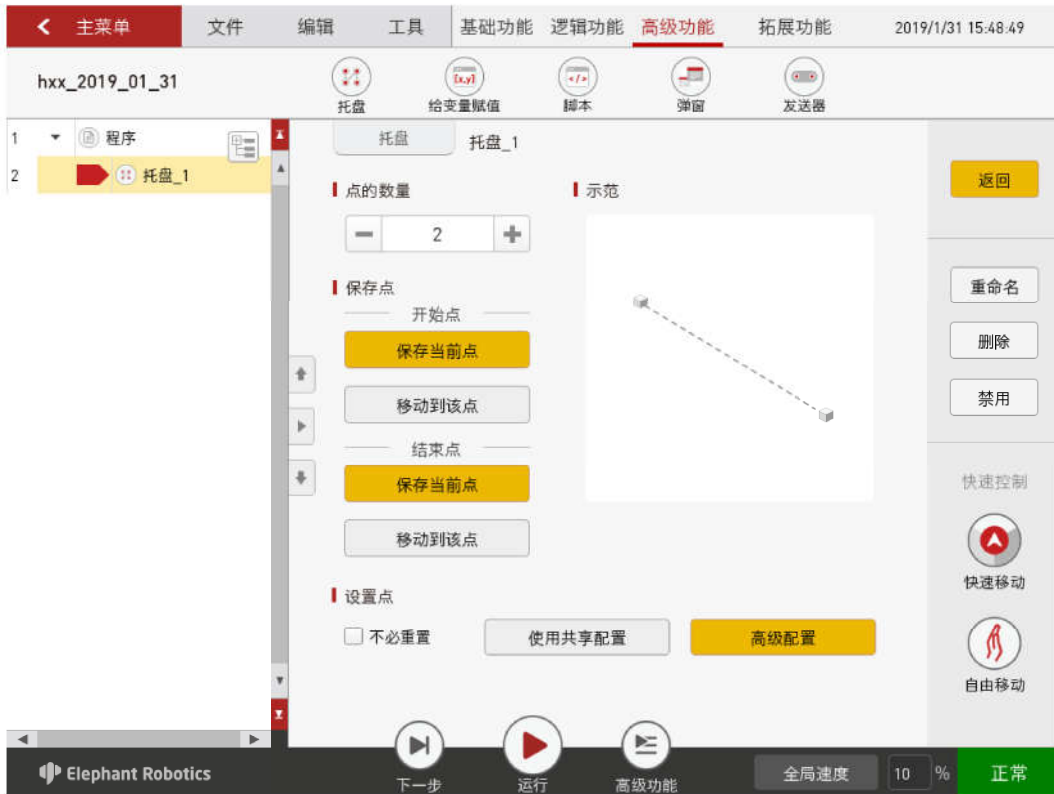 主菜单 文件 编辑 工具 基础功能 逻辑功能 高级功能 拓展功能 2019/1/31 15:48:49
hxx_2019_01_31
托盘 给变量赋值 脚本 弹窗 发送器
1 程序
2 托盘_1
托盘 托盘_1
点的数量
2
示范
保存点
开始点
保存当前点
移动到该点
结束点
保存当前点
移动到该点
设置点
不必重置 使用共享配置 高级配置
返回
重命名
删除
禁用
快速控制
快速移动
自由移动
Elephant Robotics
下一步 运行 高级功能
全局速度 10 % 正常